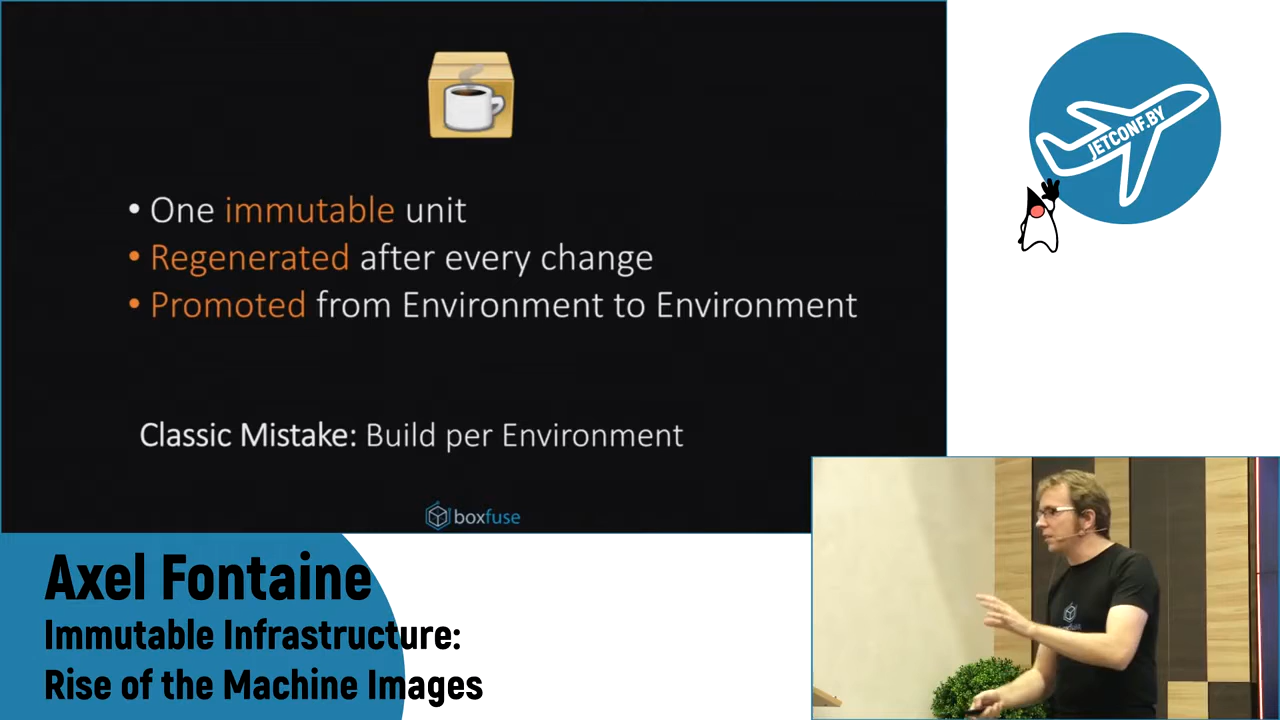 • One immutable unit
• Regenerated after every change
• Promoted from Environment to Environment
Classic Mistake: Build per Environment
boxfuse
JETCONF.BY
Axel Fontaine
Immutable Infrastructure:
Rise of the Machine Images